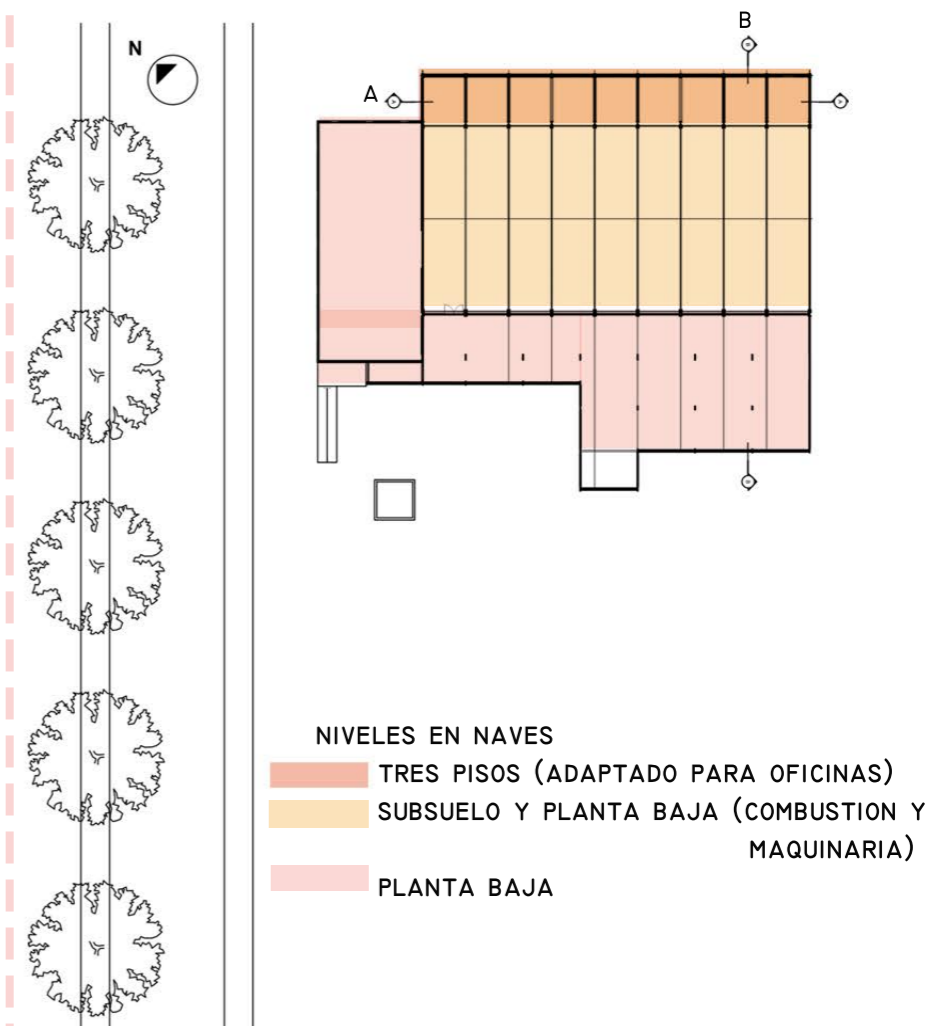 B
N
A
NIVELES EN NAVES
TRES PISOS (ADAPTADO PARA OFICINAS)
SUBSUELO Y PLANTA BAJA (COMBUSTION Y
MAQUINARIA)
PLANTA BAJA